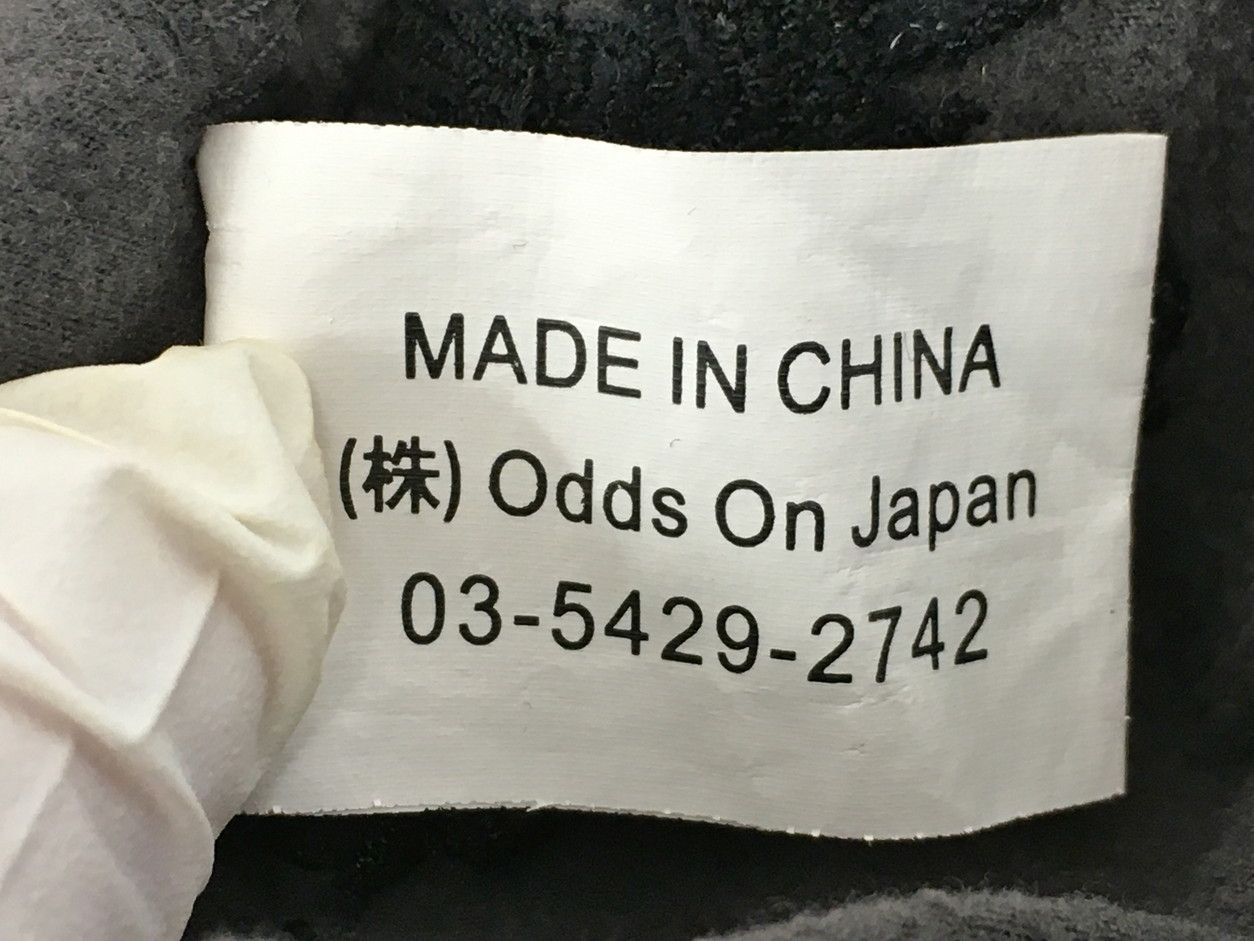 MADE IN CHINA
(株) Odds On Japan
03-5429-2742